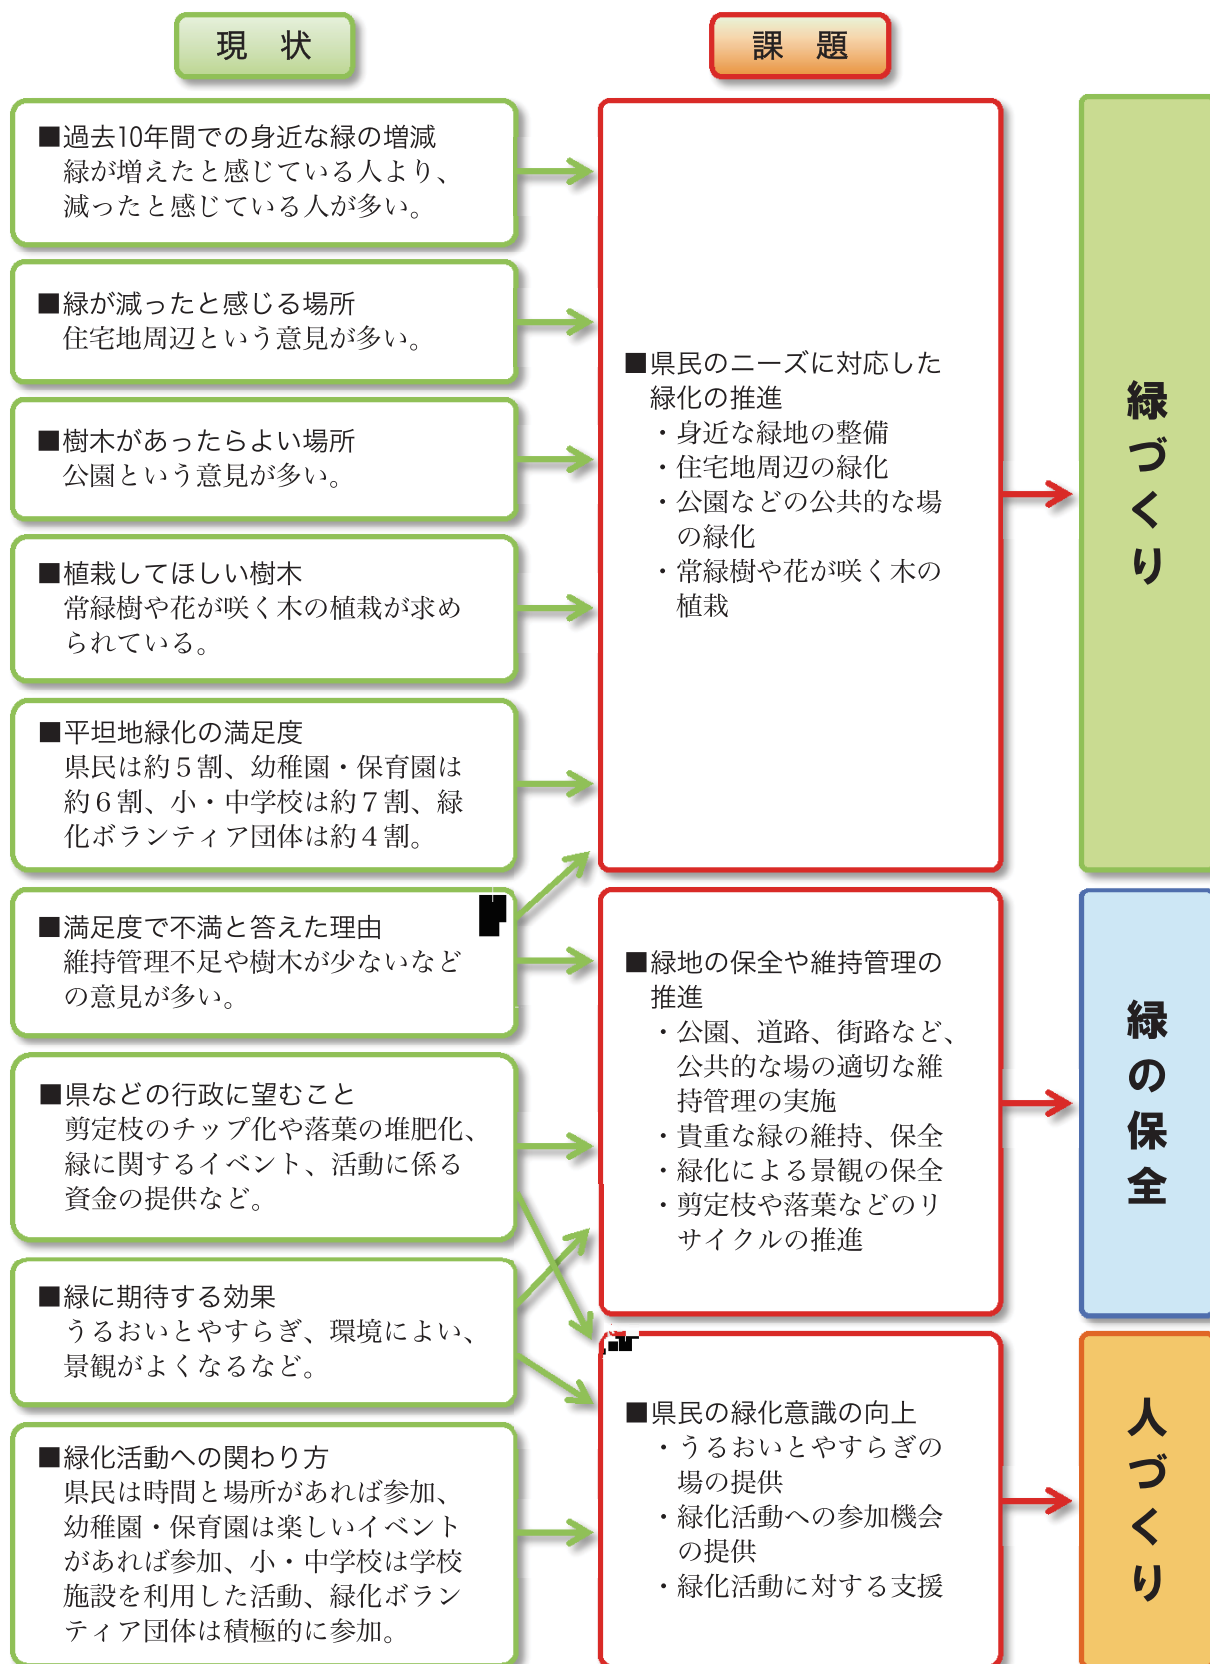 現　状
■過去10年間での身近な緑の増減
緑が増えたと感じている人より、
減ったと感じている人が多い。
■緑が減ったと感じる場所
住宅地周辺という意見が多い。
■樹木があったらよい場所
公園という意見が多い。
■植栽してほしい樹木
常緑樹や花が咲く木の植栽が求め
られている。
■平坦地緑化の満足度
県民は約５割、幼稚園・保育園は
約６割、小・中学校は約７割、緑
化ボランティア団体は約４割。
■満足度で不満と答えた理由
維持管理不足や樹木が少ないなど
の意見が多い。
■県などの行政に望むこと
剪定枝のチップ化や落葉の堆肥化、
緑に関するイベント、活動に係る
資金の提供など。
■緑に期待する効果
うるおいとやすらぎ、環境によい、
景観がよくなるなど。
■緑化活動への関わり方
県民は時間と場所があれば参加、
幼稚園・保育園は楽しいイベント
があれば参加、小・中学校は学校
施設を利用した活動、緑化ボラン
ティア団体は積極的に参加。
課　題
■県民のニーズに対応した
緑化の推進
・身近な緑地の整備
・住宅地周辺の緑化
・公園などの公共的な場
の緑化
・常緑樹や花が咲く木の
植栽
■緑地の保全や維持管理の
推進
・公園、道路、街路など、
公共的な場の適切な維
持管理の実施
・貴重な緑の維持、保全
・緑化による景観の保全
・剪定枝や落葉などのリ
サイクルの推進
■県民の緑化意識の向上
・うるおいとやすらぎの
場の提供
・緑化活動への参加機会
の提供
・緑化活動に対する支援
緑づくり
緑の保全
人づくり